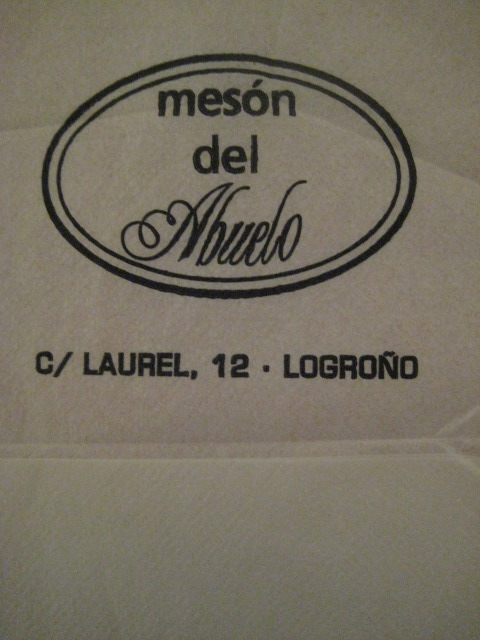 mesón
del
Abuelo
C/ LAUREL, 12 · LOGROÑO